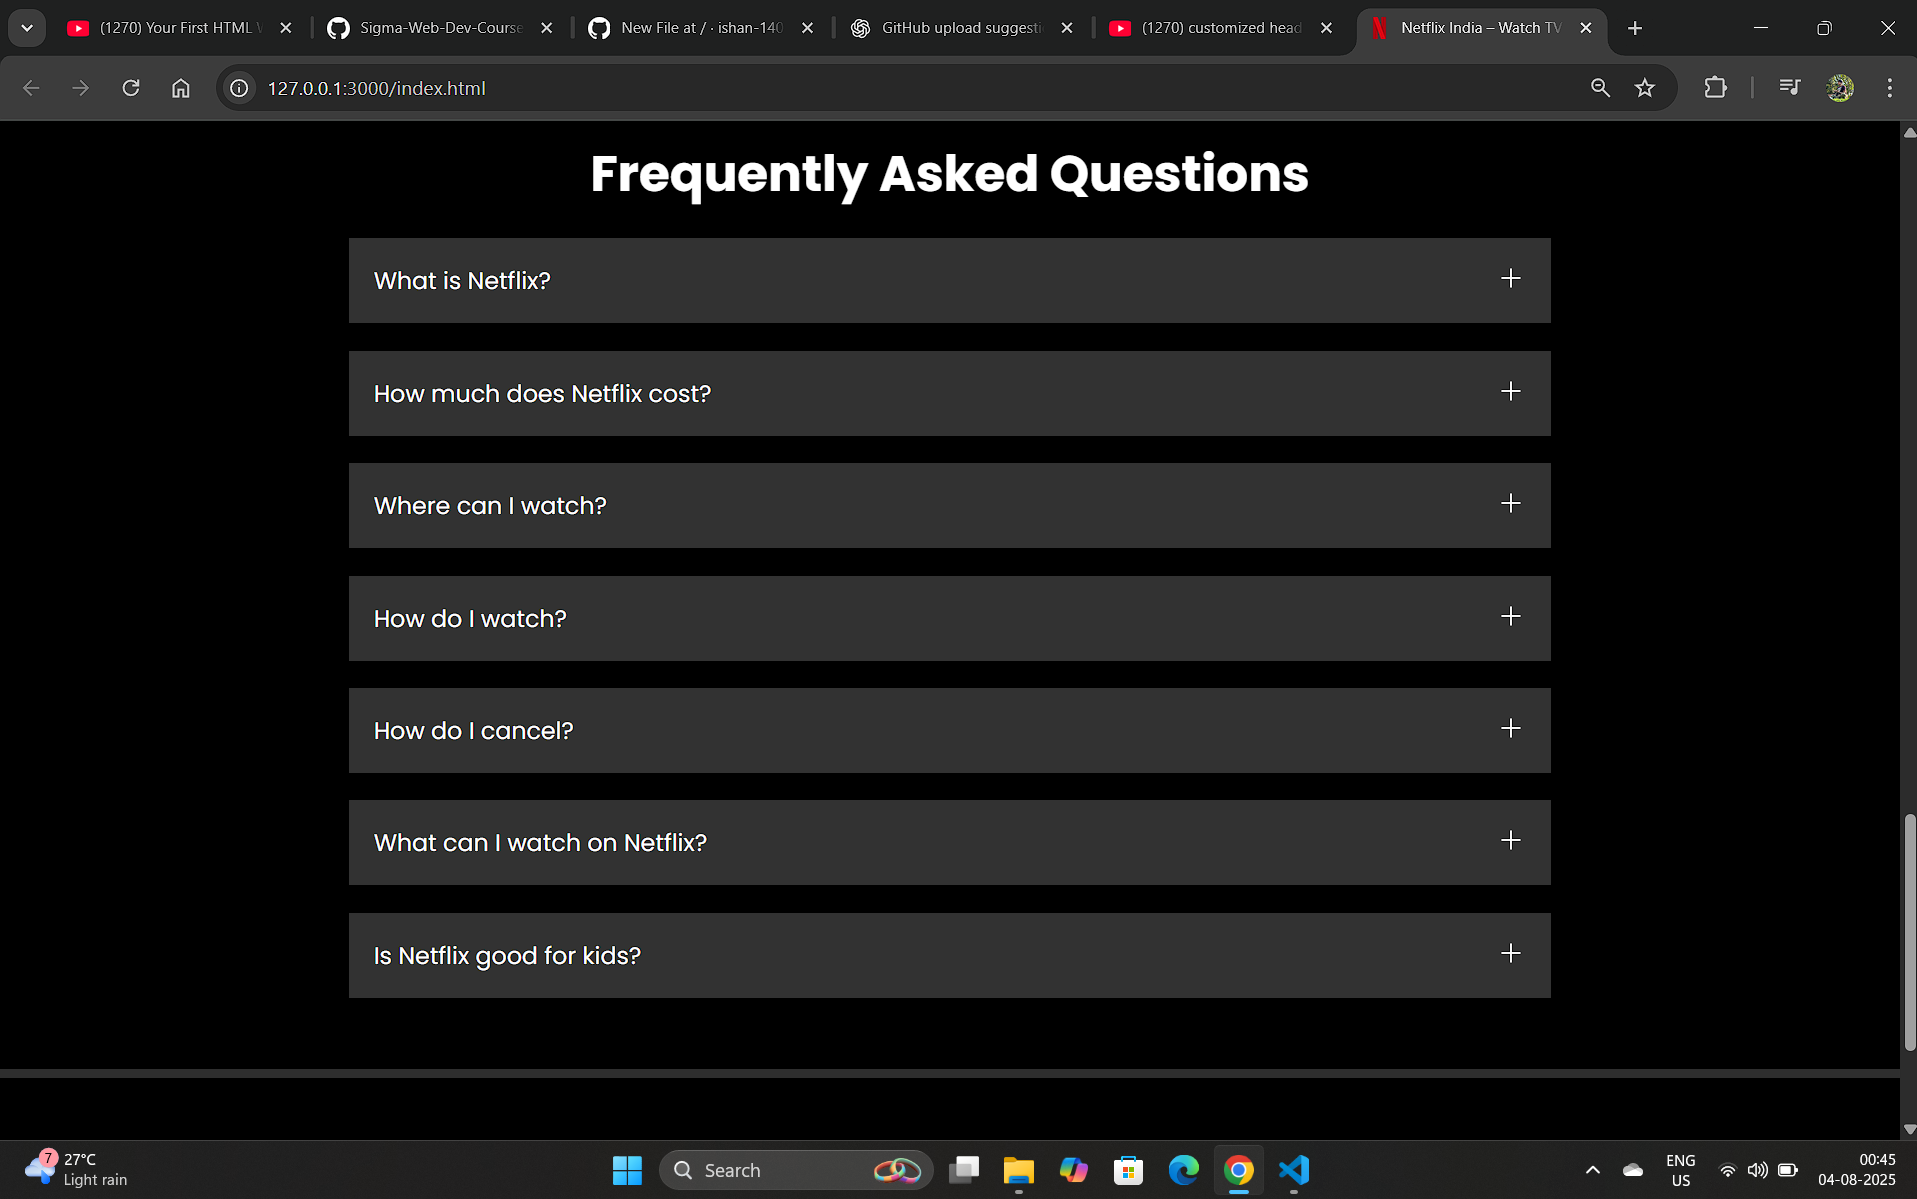 (1270) Your First HTML
Sigma-Web-Dev-Course
New File at / · ishan-140
GitHub upload suggesti
(1270) customized head
Netflix India – Watch TV
127.0.0.1:3000/index.html
Frequently Asked Questions
What is Netflix?
How much does Netflix cost?
Where can I watch?
How do I watch?
How do I cancel?
What can I watch on Netflix?
Is Netflix good for kids?
7
27°C
Light rain
Search
ENG
US
00:45
04-08-2025